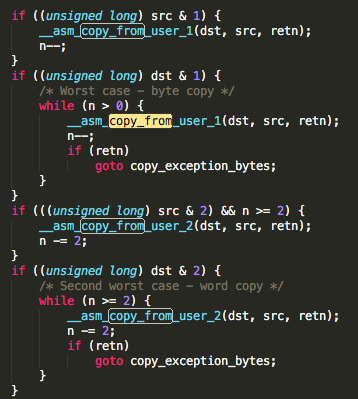 if ((unsigned long) src & 1) {
    __asm_copy_from_user_1(dst, src, retn);
    n--;
}
if ((unsigned long) dst & 1) {
    /* Worst case - byte copy */
    while (n > 0) {
        __asm_copy_from_user_1(dst, src, retn);
        n--;
        if (retn)
            goto copy_exception_bytes;
    }
}
if (((unsigned long) src & 2) && n >= 2) {
    __asm_copy_from_user_2(dst, src, retn);
    n -= 2;
}
if ((unsigned long) dst & 2) {
    /* Second worst case - word copy */
    while (n >= 2) {
        __asm_copy_from_user_2(dst, src, retn);
        n -= 2;
        if (retn)
            goto copy_exception_bytes;
    }
}